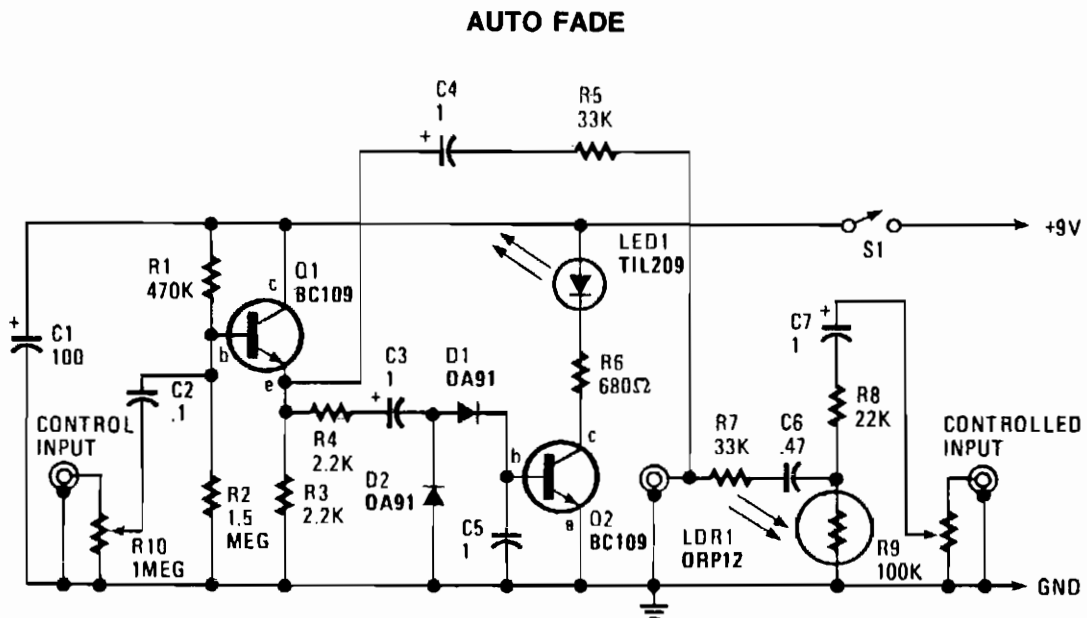 AUTO FADE
C4
+ 1
R5
33K
LED1
TIL209
S1
+9V
R1
470K
Q1
BC109
c
b
e
+
C1
100
C2
.1
CONTROL
INPUT
R10
1MEG
R2
1.5
MEG
R3
2.2K
R4
2.2K
C3
+ 1
D1
OA91
D2
OA91
C5
1
R6
680Ω
c
b
e
Q2
BC109
R7
33K
C6
.47
LDR1
ORP12
C7
1
+
R8
22K
R9
100K
CONTROLLED
INPUT
GND